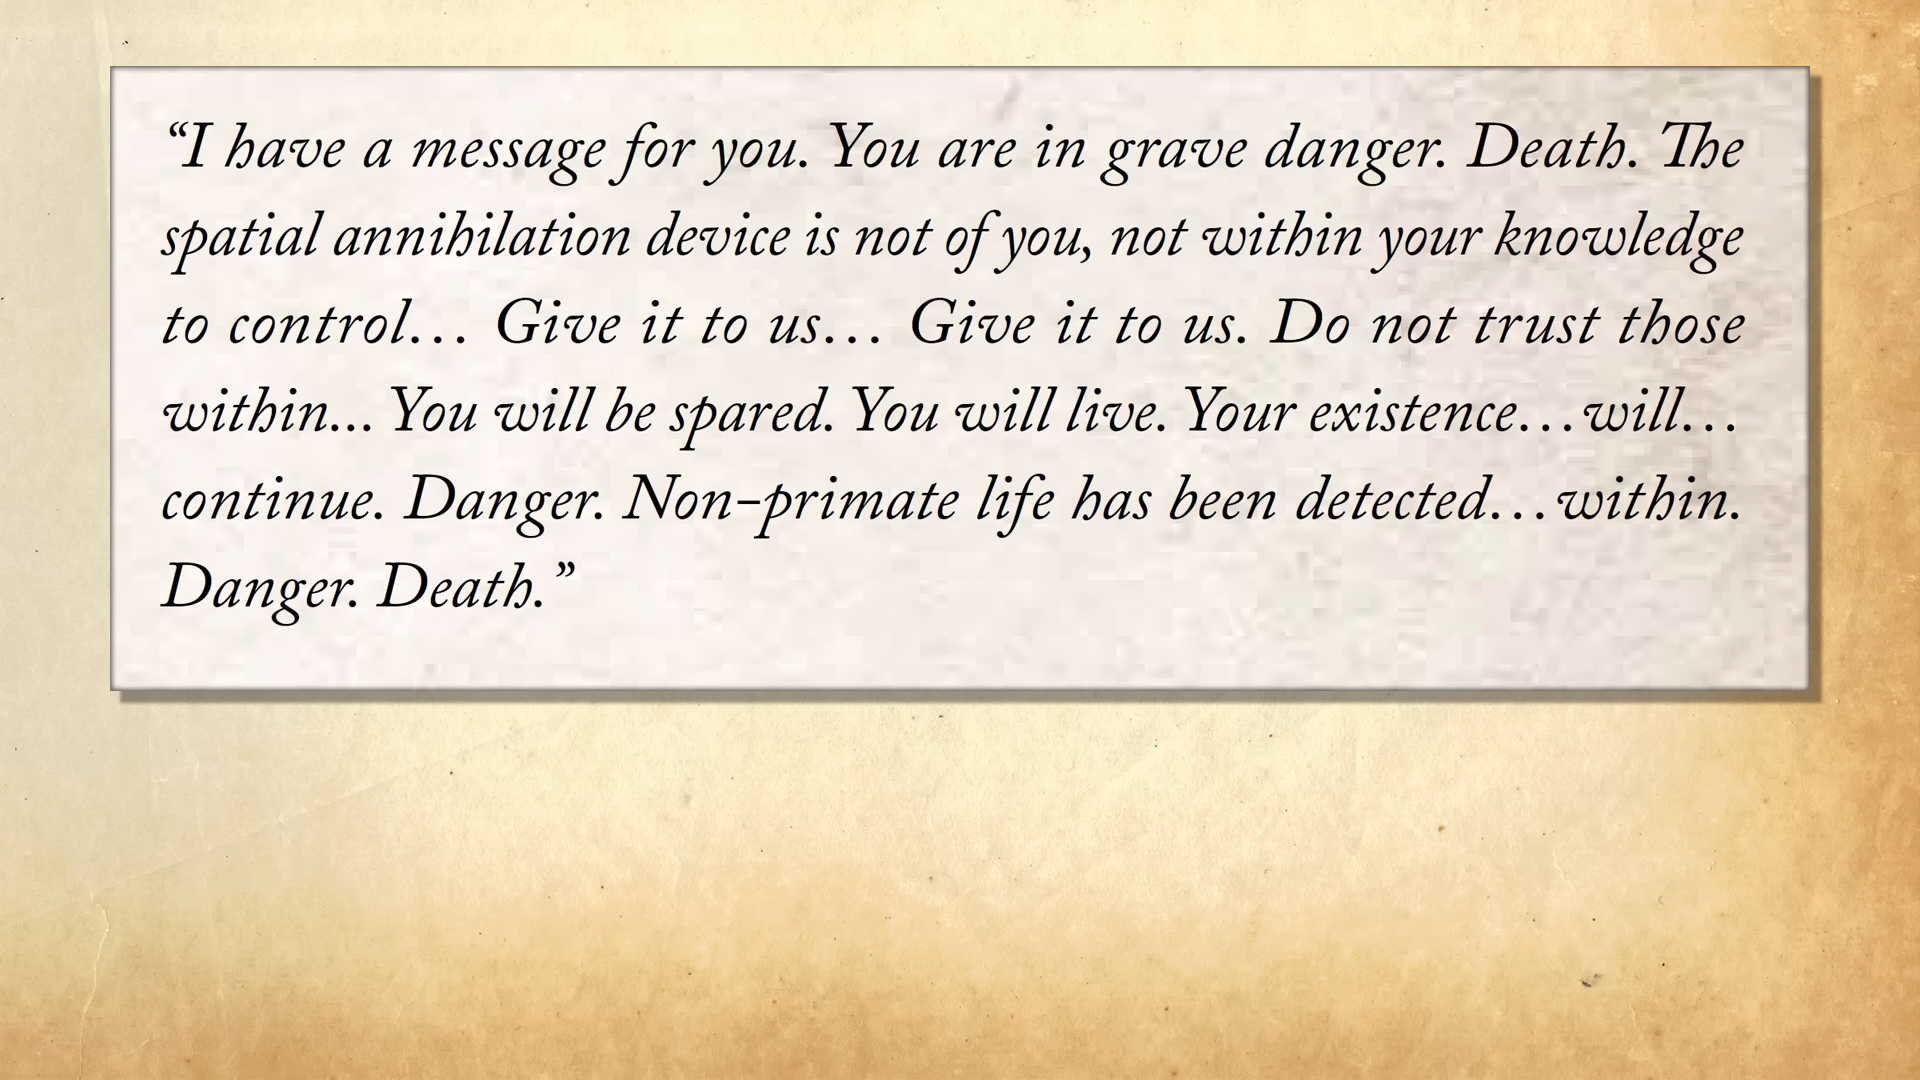 “I have a message for you. You are in grave danger. Death. The
spatial annihilation device is not of you, not within your knowledge
to control… Give it to us… Give it to us. Do not trust those
within... You will be spared. You will live. Your existence…will…
continue. Danger. Non-primate life has been detected…within.
Danger. Death.”